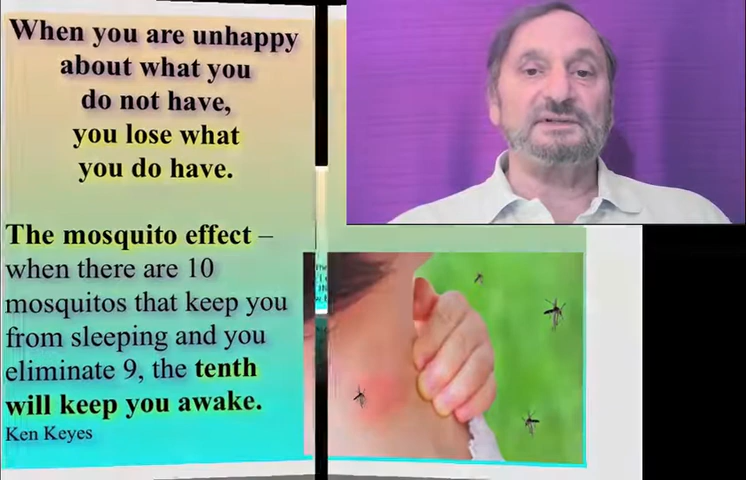 When you are unhappy
about what you
do not have,
you lose what
you do have.
The mosquito effect –
when there are 10
mosquitos that keep you
from sleeping and you
eliminate 9, the tenth
will keep you awake.
Ken Keyes